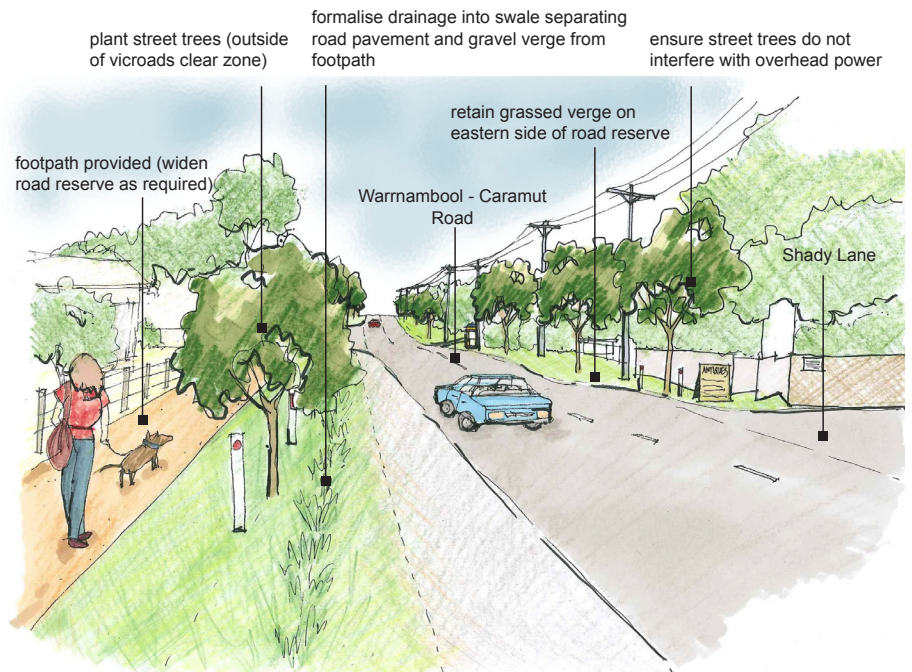 formalise drainage into swale separating
road pavement and gravel verge from
footpath
plant street trees (outside
of vicroads clear zone)
ensure street trees do not
interfere with overhead power
retain grassed verge on
eastern side of road reserve
footpath provided (widen
road reserve as required)
Warrnambool - Caramut
Road
Shady Lane
ANTIQUES